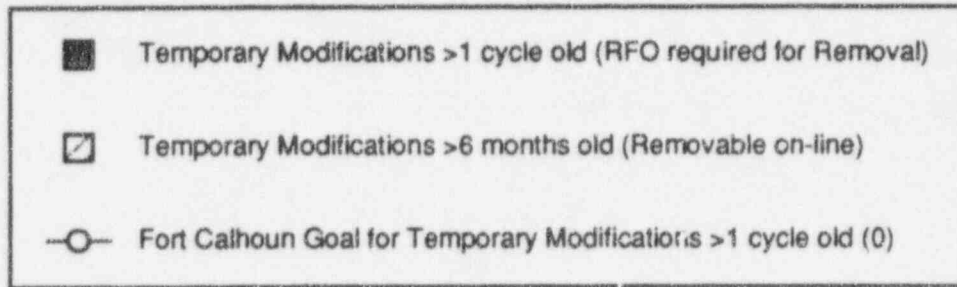 Temporary Modifications >1 cycle old (RFO required for Removal)
Temporary Modifications >6 months old (Removable on-line)
Fort Calhoun Goal for Temporary Modifications >1 cycle old (0)